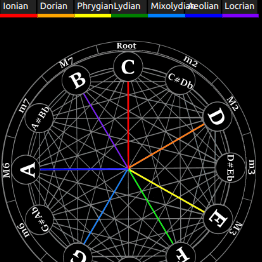 Ionian Dorian Phrygian Lydian Mixolydian Aeolian Locrian
Root
M7 m2
C
B C#Db
m7 A#Bb D M2
M6 A D#Eb m3
m6 G#Ab E M3
G F